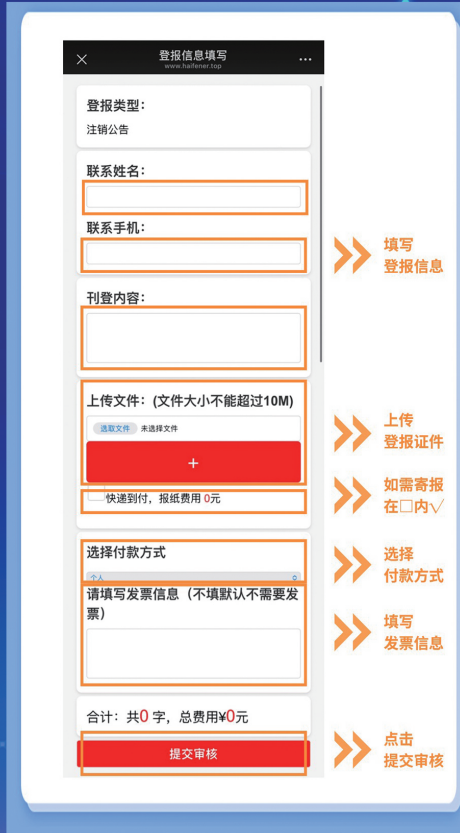 登报信息填写
www.haifener.top
登报类型：
注销公告
联系姓名：
联系手机：
填写
登报信息
刊登内容：
上传文件：(文件大小不能超过10M)
选取文件 未选择文件
+
上传
登报证件
快递到付，报纸费用 0元
如需寄报
在□内√
选择付款方式
个人
选择
付款方式
请填写发票信息（不填默认不需要发
票）
填写
发票信息
合计：共0 字，总费用¥0元
提交审核
点击
提交审核